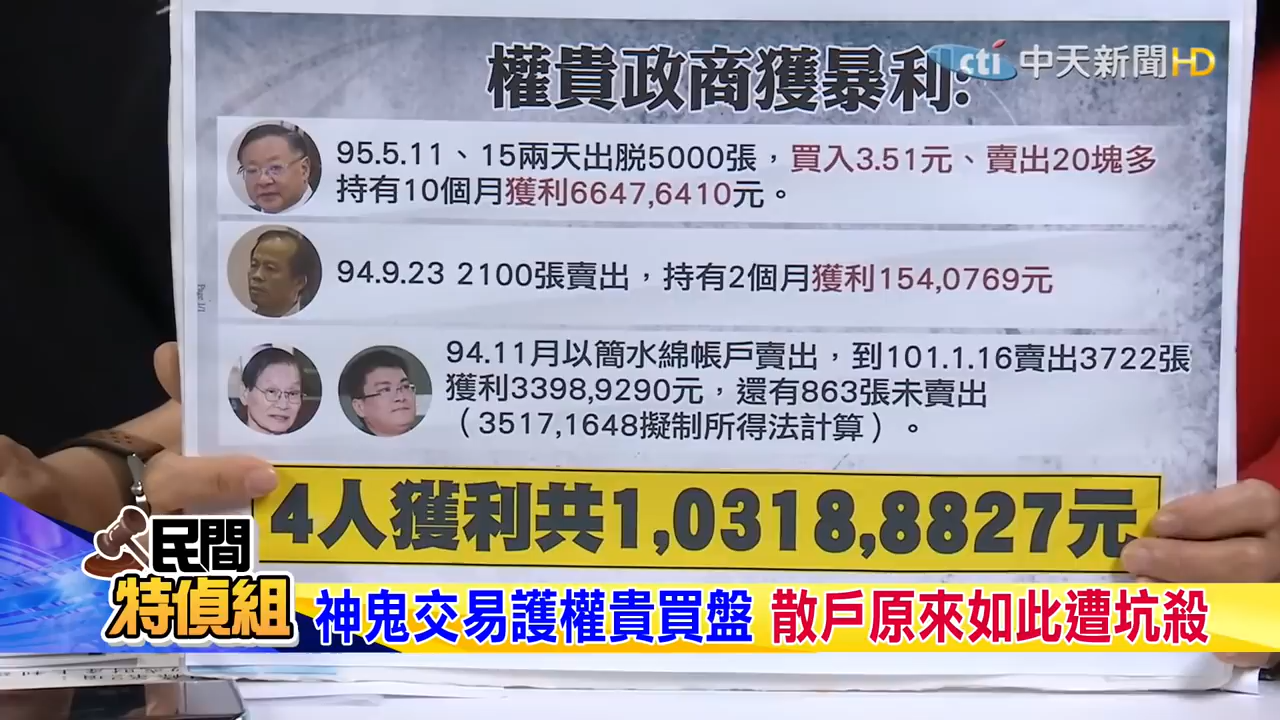 權貴政商獲暴利:
cti 中天新聞HD
95.5.11、15兩天出脫5000張，買入3.51元、賣出20塊多
持有10個月獲利6647,6410元。
94.9.23 2100張賣出，持有2個月獲利154,0769元
94.11月以簡水綿帳戶賣出，到101.1.16賣出3722張
獲利3398,9290元，還有863張未賣出
（3517,1648擬制所得法計算）。
Page 1/1
4人獲利共1,0318,8827元
民間
特偵組
神鬼交易護權貴買盤 散戶原來如此遭坑殺